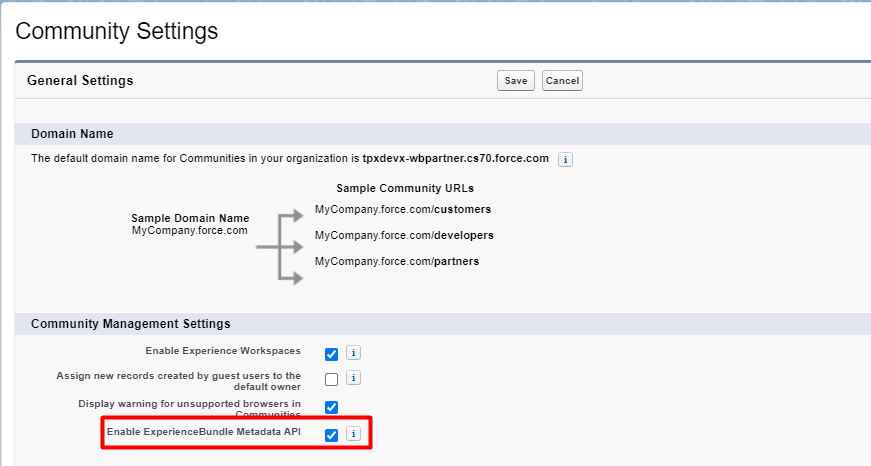 Community Settings
General Settings
Save
Cancel
Domain Name
The default domain name for Communities in your organization is tpxdevx-wbpartner.cs70.force.com
i
Sample Community URLs
Sample Domain Name
MyCompany.force.com
MyCompany.force.com/customers
MyCompany.force.com/developers
MyCompany.force.com/partners
Community Management Settings
Enable Experience Workspaces
i
Assign new records created by guest users to the
default owner
i
Display warning for unsupported browsers in
Communities
Enable ExperienceBundle Metadata API
i